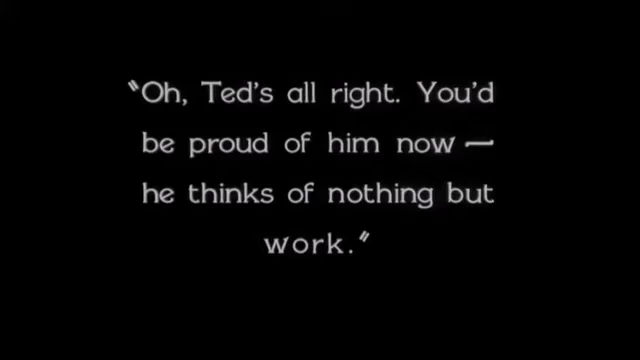 "Oh, Ted's all right. You'd
be proud of him now —
he thinks of nothing but
work."